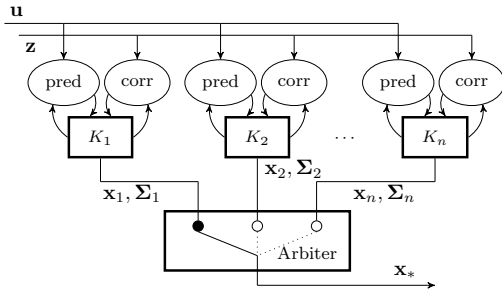 u
z
pred corr pred corr pred corr
K₁ K₂ ... Kₙ
x₁, Σ₁ x₂, Σ₂ xₙ, Σₙ
Arbiter
x*